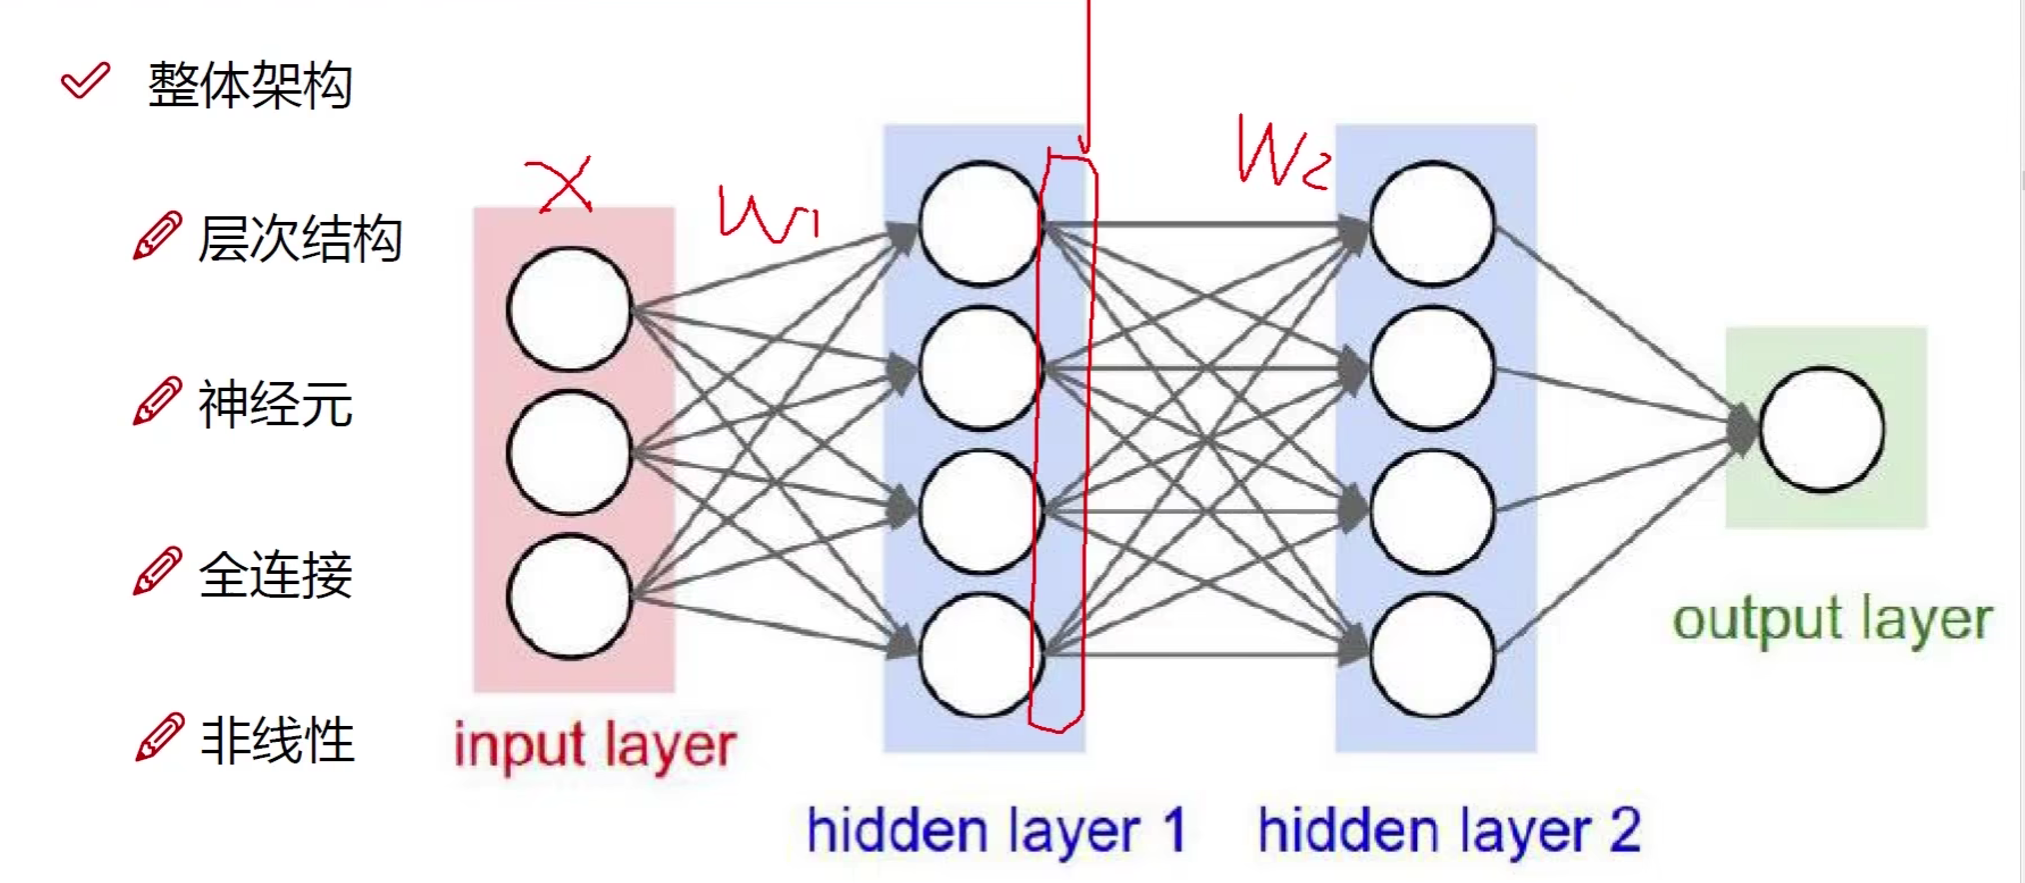 整体架构
层次结构
神经元
全连接
非线性
X
W1
W2
input layer
hidden layer 1
hidden layer 2
output layer